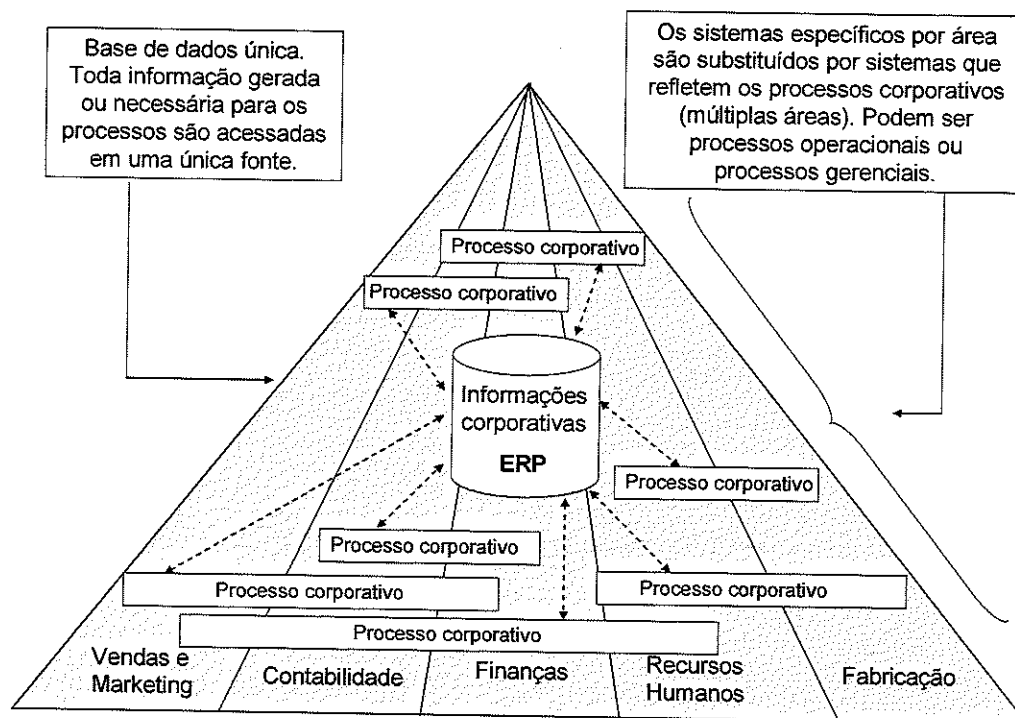 Base de dados única.
Toda informação gerada
ou necessária para os
processos são acessadas
em uma única fonte.
Os sistemas específicos por área
são substituídos por sistemas que
refletem os processos corporativos
(múltiplas áreas). Podem ser
processos operacionais ou
processos gerenciais.
Processo corporativo
Processo corporativo
Informações
corporativas
ERP
Processo corporativo
Processo corporativo
Processo corporativo
Processo corporativo
Processo corporativo
Vendas e
Marketing
Contabilidade
Finanças
Recursos
Humanos
Fabricação